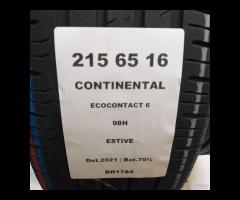 215 65 16
CONTINENTAL
ECOCONTACT 6
98H
ESTIVE
Dot.2021 / Bat.70%
BR1784